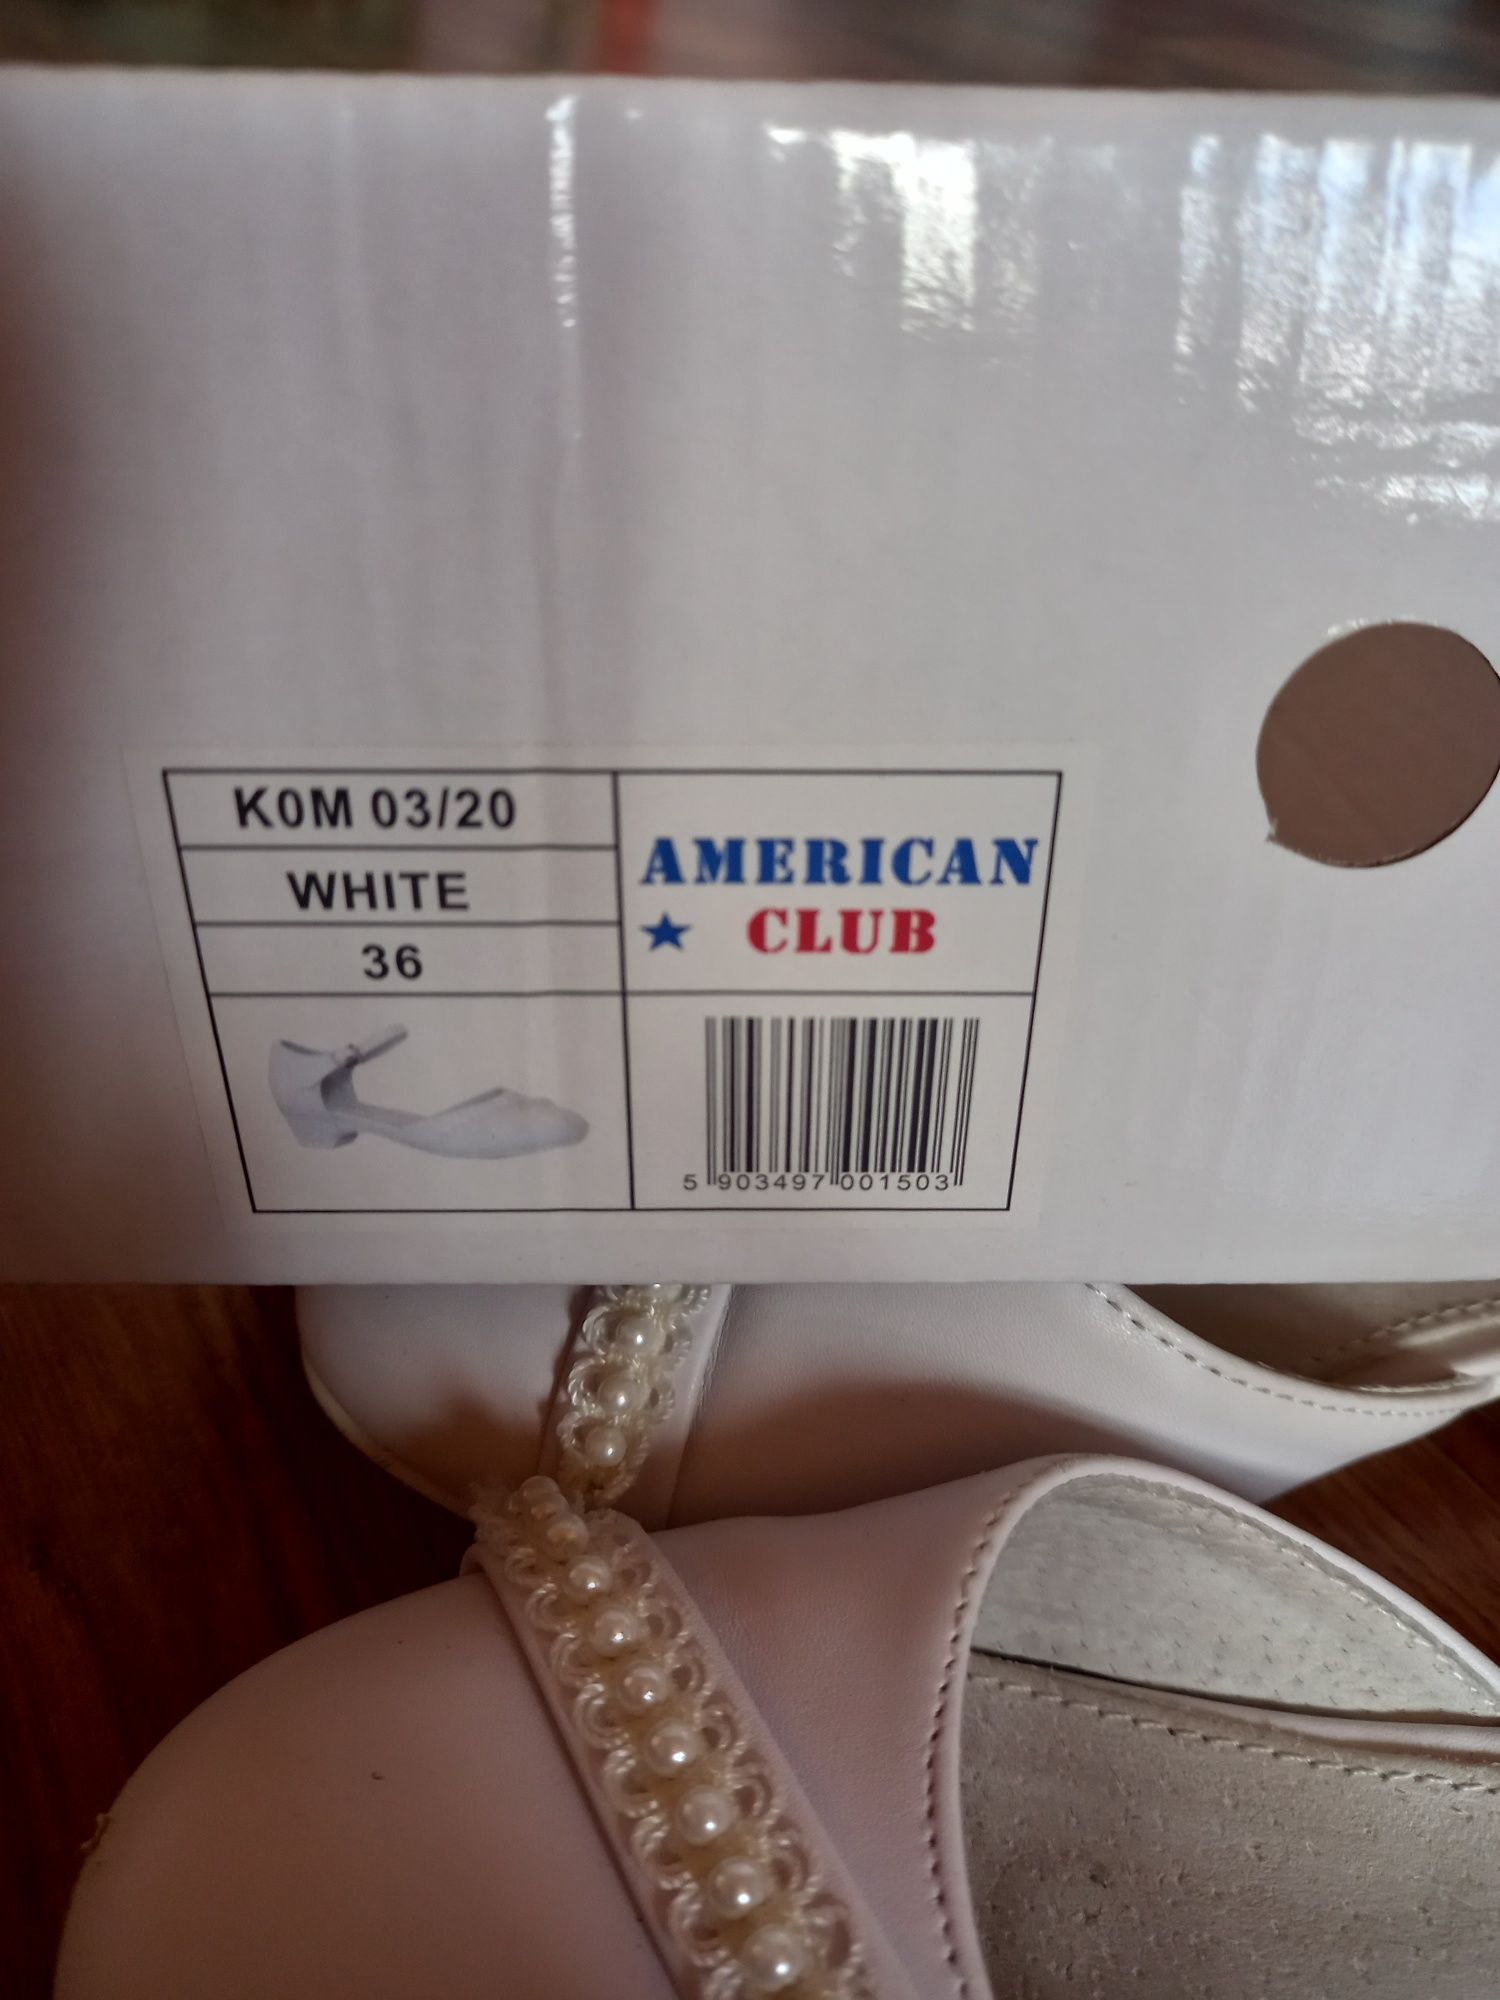 K0M 03/20
WHITE
36
AMERICAN
CLUB
5 903497 001503